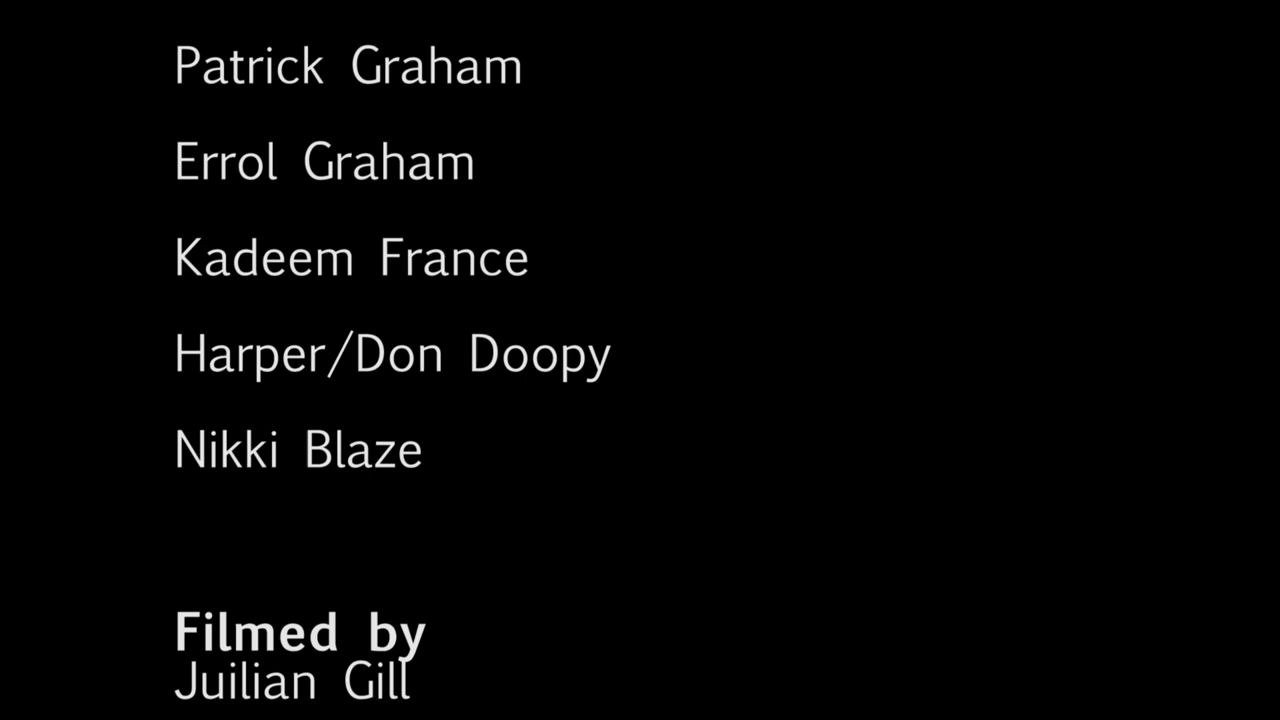 Patrick Graham
Errol Graham
Kadeem France
Harper/Don Doopy
Nikki Blaze
Filmed by
Juilian Gill